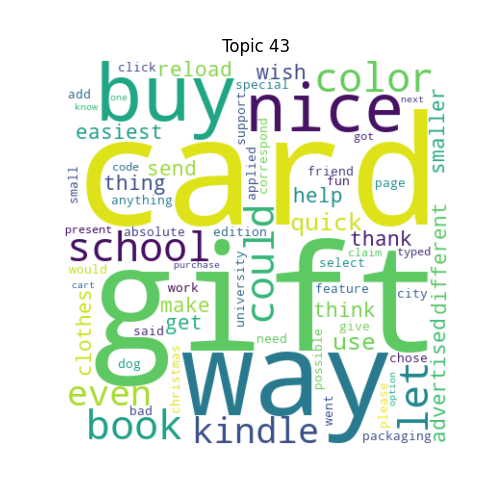 Topic 43
click reload wish color
add special
know one buy nice next
easiest support got smaller
card
small code send applied correspond friend page
thing anything help fun
present absolute edition quick thank different
school could claim typed
would purchase select
cart work university feature city
gift
clothes make think give advertised
said get need use
dog christmas possible chose
even way let option
bad went please
book kindle packaging